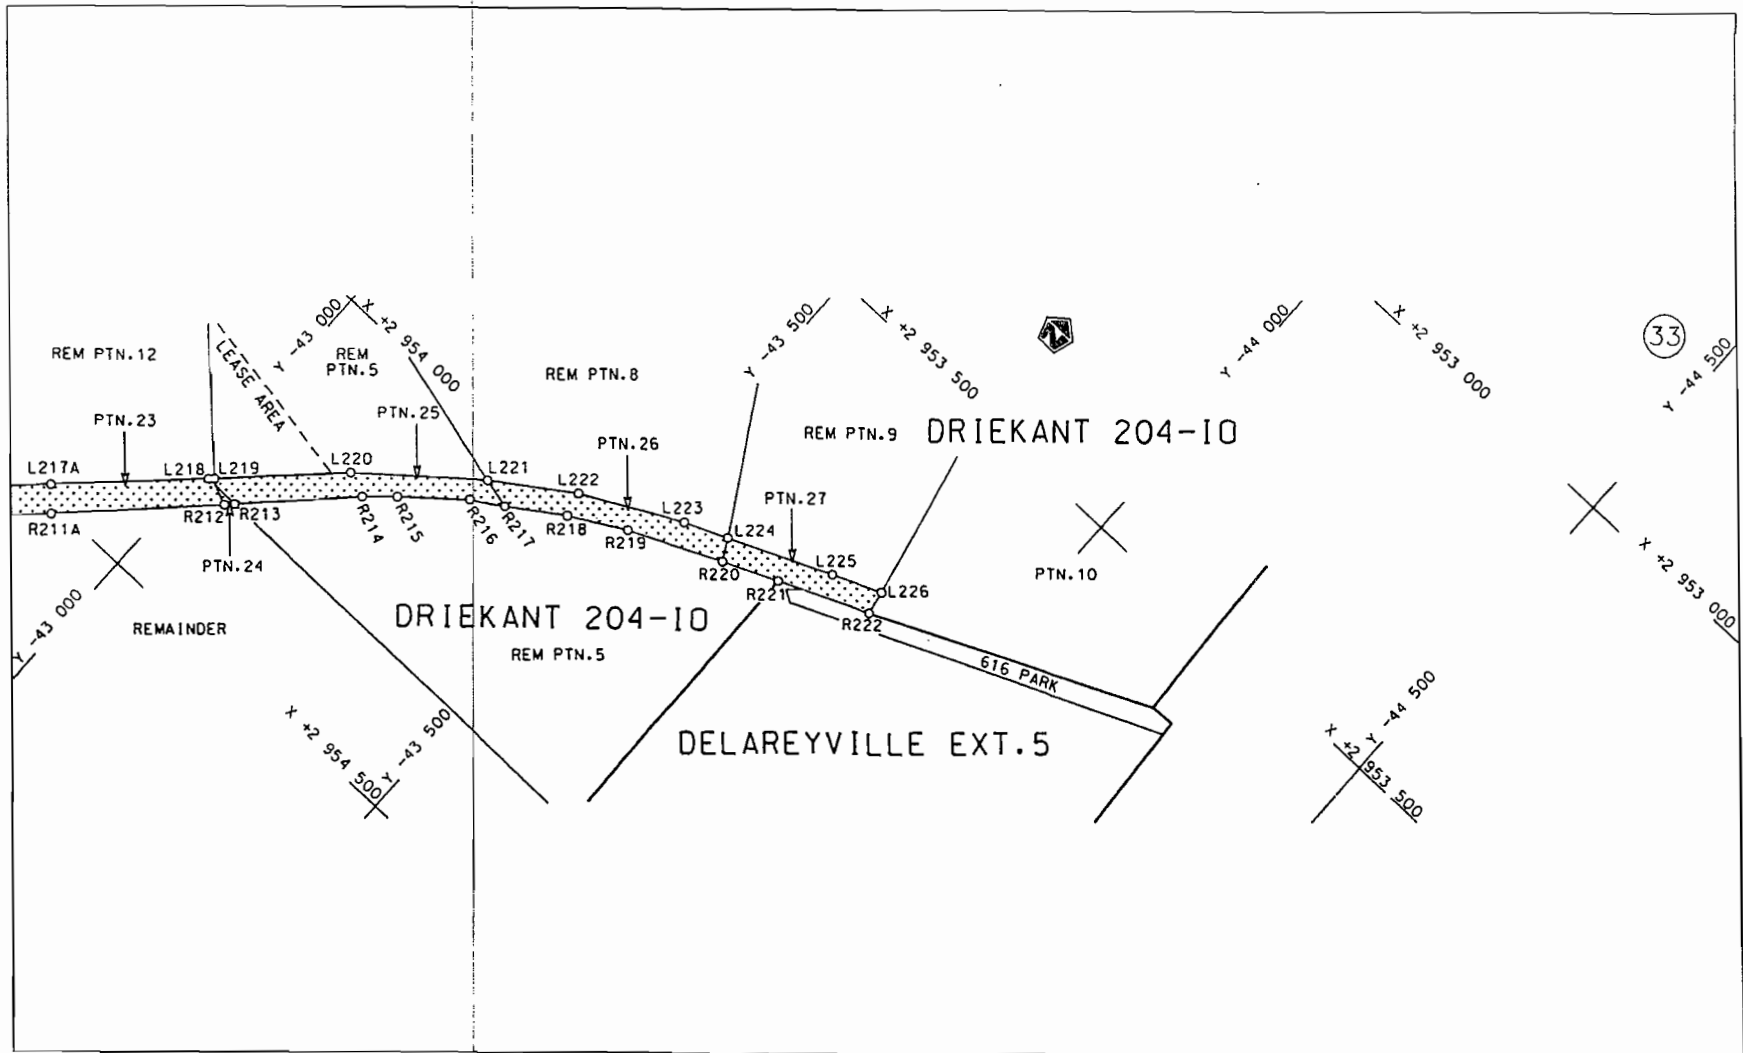 33
Y -43 000
X +2 954 000
Y -43 500
X +2 953 500
Y -44 000
X +2 953 000
Y -44 500
REM PTN.12
LEASE AREA
REM
PTN.5
REM PTN.8
REM PTN.9
DRIEKANT 204-IO
PTN.23
PTN.25
PTN.26
PTN.27
L217A
L218
L219
L220
L221
L222
L223
L224
L225
L226
R211A
R212
R213
R214
R215
R216
R217
R218
R219
R220
R221
R222
PTN.24
PTN.10
X +2 953 000
Y -43 000
REMAINDER
DRIEKANT 204-IO
REM PTN.5
616 PARK
X +2 954 500
Y -43 500
DELAREYVILLE EXT.5
Y -44 500
X +2 953 500